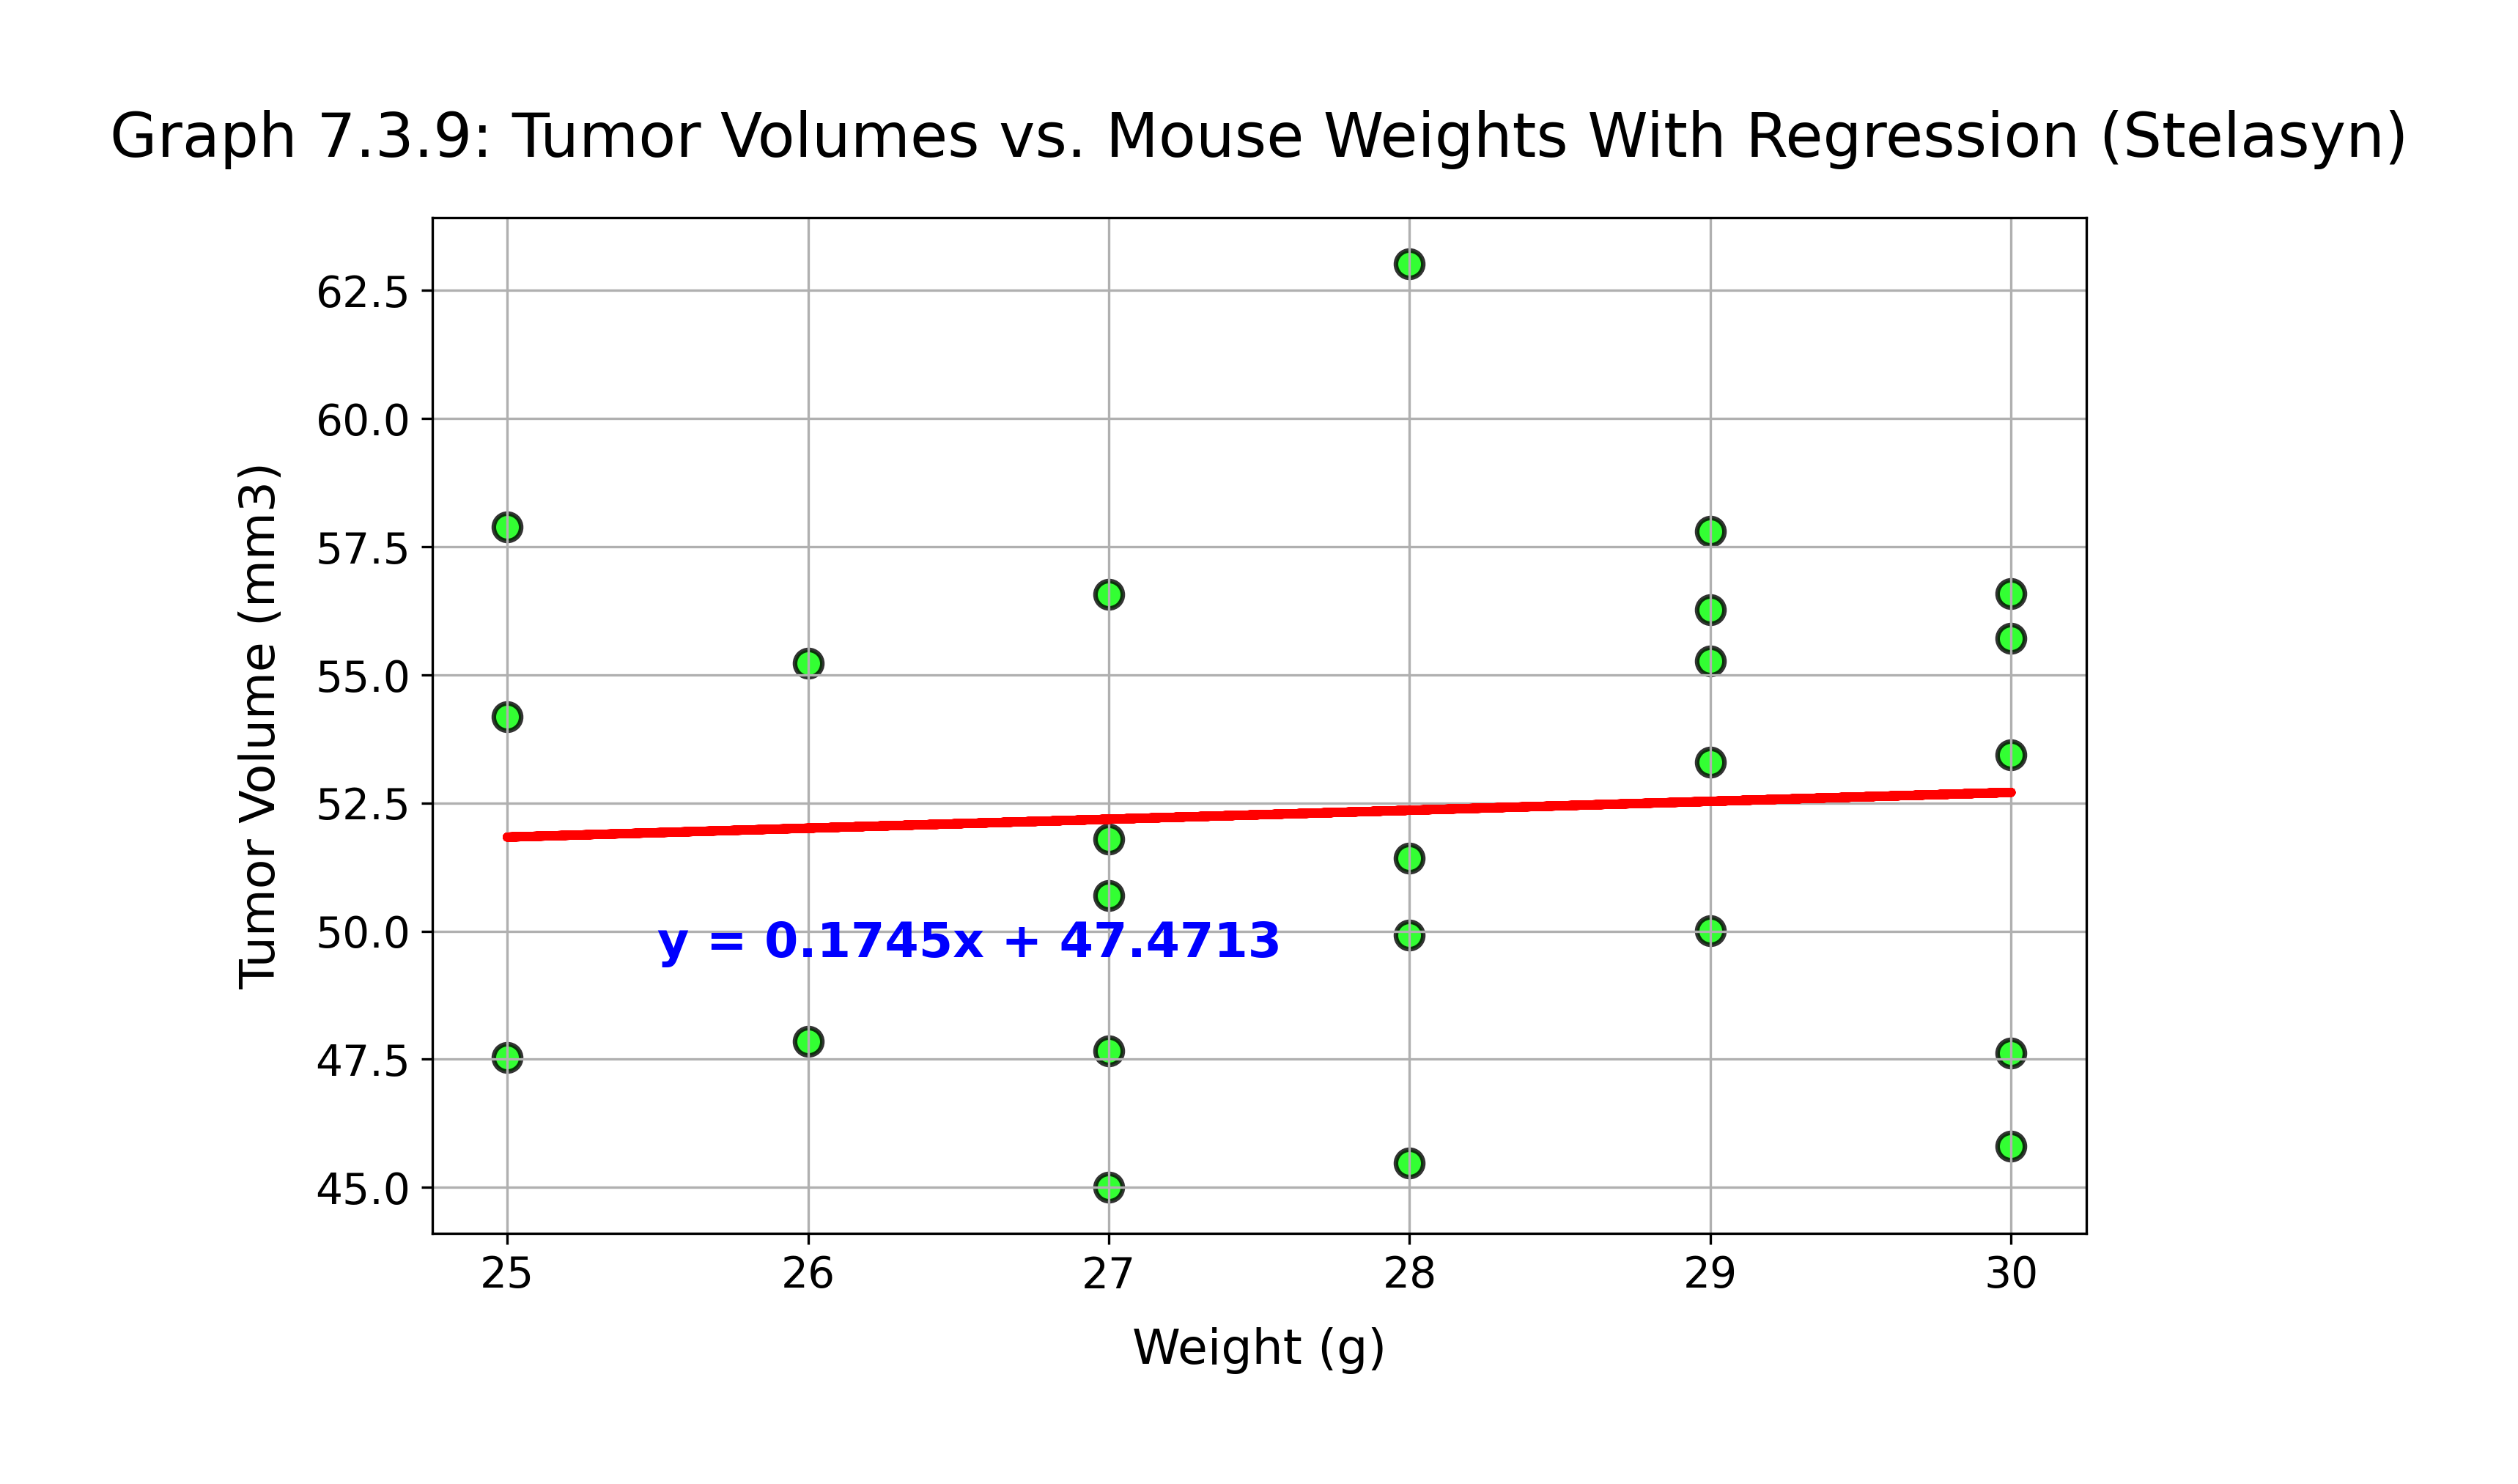 Graph 7.3.9: Tumor Volumes vs. Mouse Weights With Regression (Stelasyn)
Tumor Volume (mm3)
62.5
60.0
57.5
55.0
52.5
50.0
47.5
45.0
y = 0.1745x + 47.4713
25 26 27 28 29 30
Weight (g)